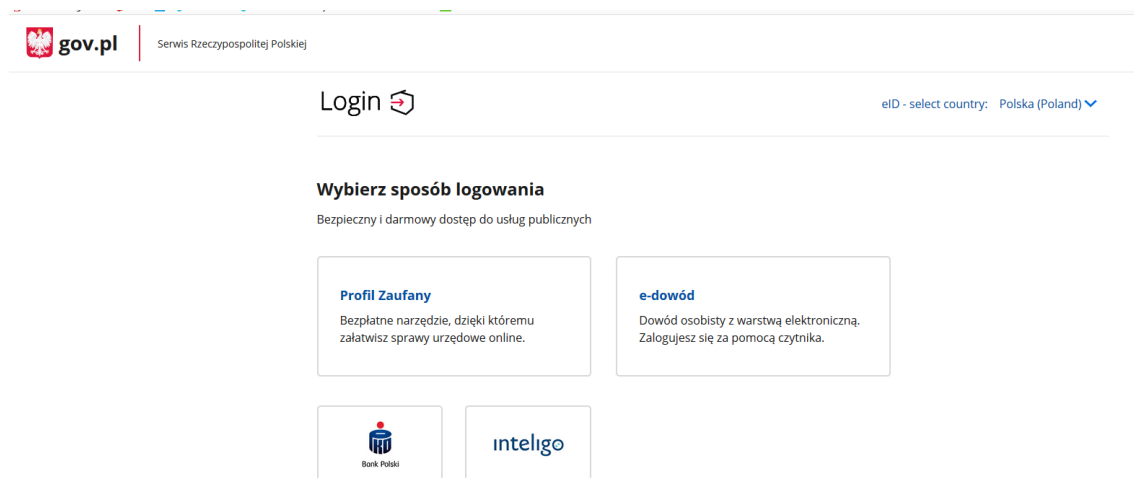 gov.pl
Serwis Rzeczypospolitej Polskiej
Login
eID - select country: Polska (Poland)
Wybierz sposób logowania
Bezpieczny i darmowy dostęp do usług publicznych
Profil Zaufany
Bezpłatne narzędzie, dzięki któremu
załatwisz sprawy urzędowe online.
e-dowód
Dowód osobisty z warstwą elektroniczną.
Zalogujesz się za pomocą czytnika.
Bank Polski
inteligo